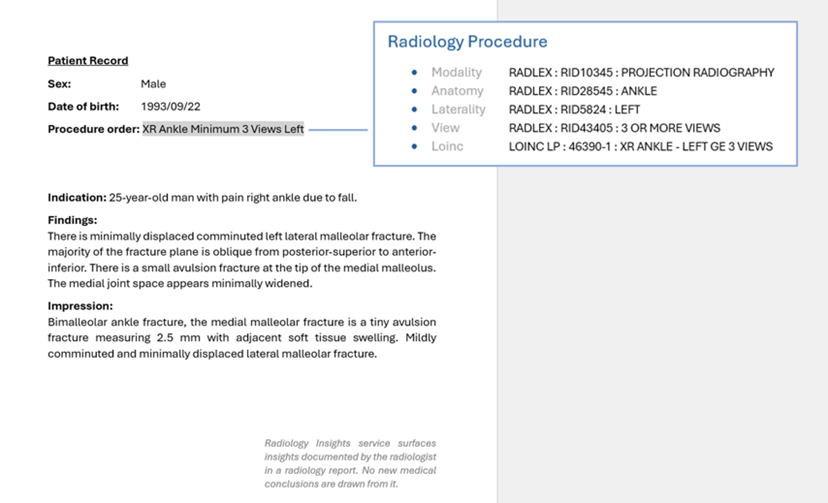 Patient Record
Sex: Male
Date of birth: 1993/09/22
Procedure order: XR Ankle Minimum 3 Views Left
Radiology Procedure
• Modality RADLEX : RID10345 : PROJECTION RADIOGRAPHY
• Anatomy RADLEX : RID28545 : ANKLE
• Laterality RADLEX : RID5824 : LEFT
• View RADLEX : RID43405 : 3 OR MORE VIEWS
• Loinc LOINC LP : 46390-1 : XR ANKLE - LEFT GE 3 VIEWS
Indication: 25-year-old man with pain right ankle due to fall.
Findings:
There is minimally displaced comminuted left lateral malleolar fracture. The
majority of the fracture plane is oblique from posterior-superior to anterior-
inferior. There is a small avulsion fracture at the tip of the medial malleolus.
The medial joint space appears minimally widened.
Impression:
Bimalleolar ankle fracture, the medial malleolar fracture is a tiny avulsion
fracture measuring 2.5 mm with adjacent soft tissue swelling. Mildly
comminuted and minimally displaced lateral malleolar fracture.
Radiology Insights service surfaces
insights documented by the radiologist
in a radiology report. No new medical
conclusions are drawn from it.